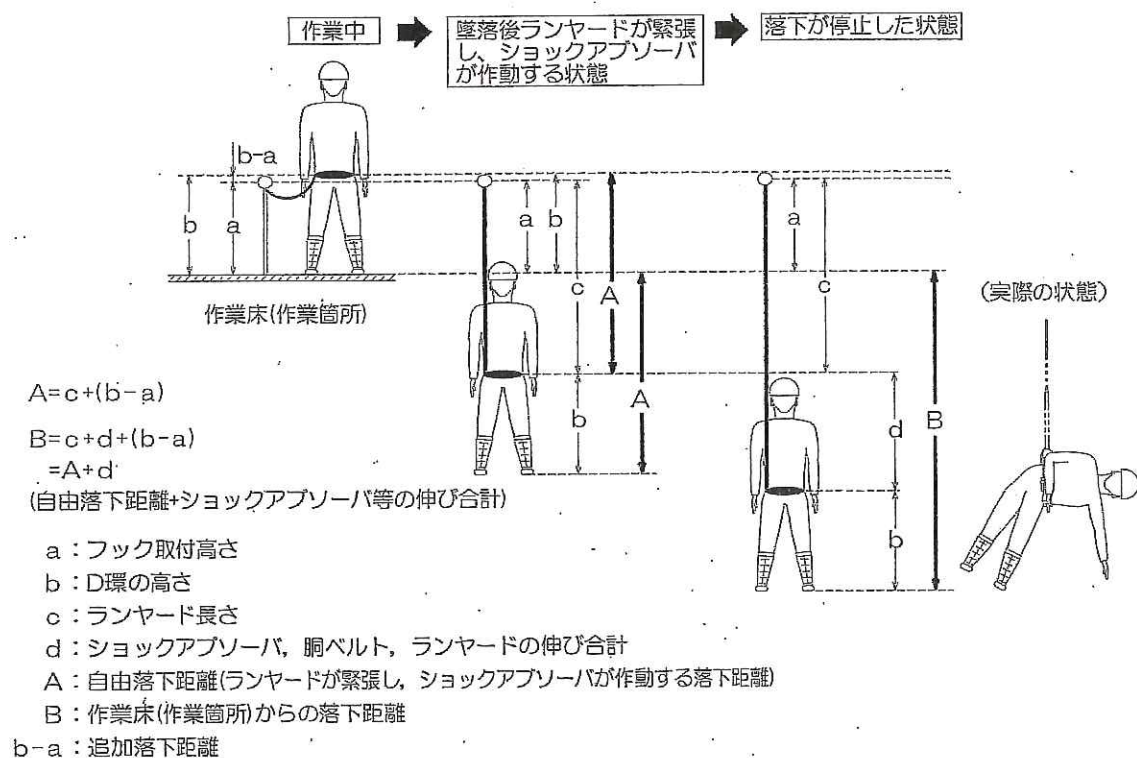 作業中
墜落後ランヤードが緊張
し、ショックアブソーバ
が作動する状態
落下が停止した状態
b-a
b
a
作業床(作業箇所)
a
b
c
A
b
A
a
c
d
b
B
(実際の状態)
A=c+(b-a)
B=c+d+(b-a)
=A+d
(自由落下距離+ショックアブソーバ等の伸び合計)
a:フック取付高さ
b:D環の高さ
c:ランヤード長さ
d:ショックアブソーバ,胴ベルト,ランヤードの伸び合計
A:自由落下距離(ランヤードが緊張し,ショックアブソーバが作動する落下距離)
B:作業床(作業箇所)からの落下距離
b-a:追加落下距離